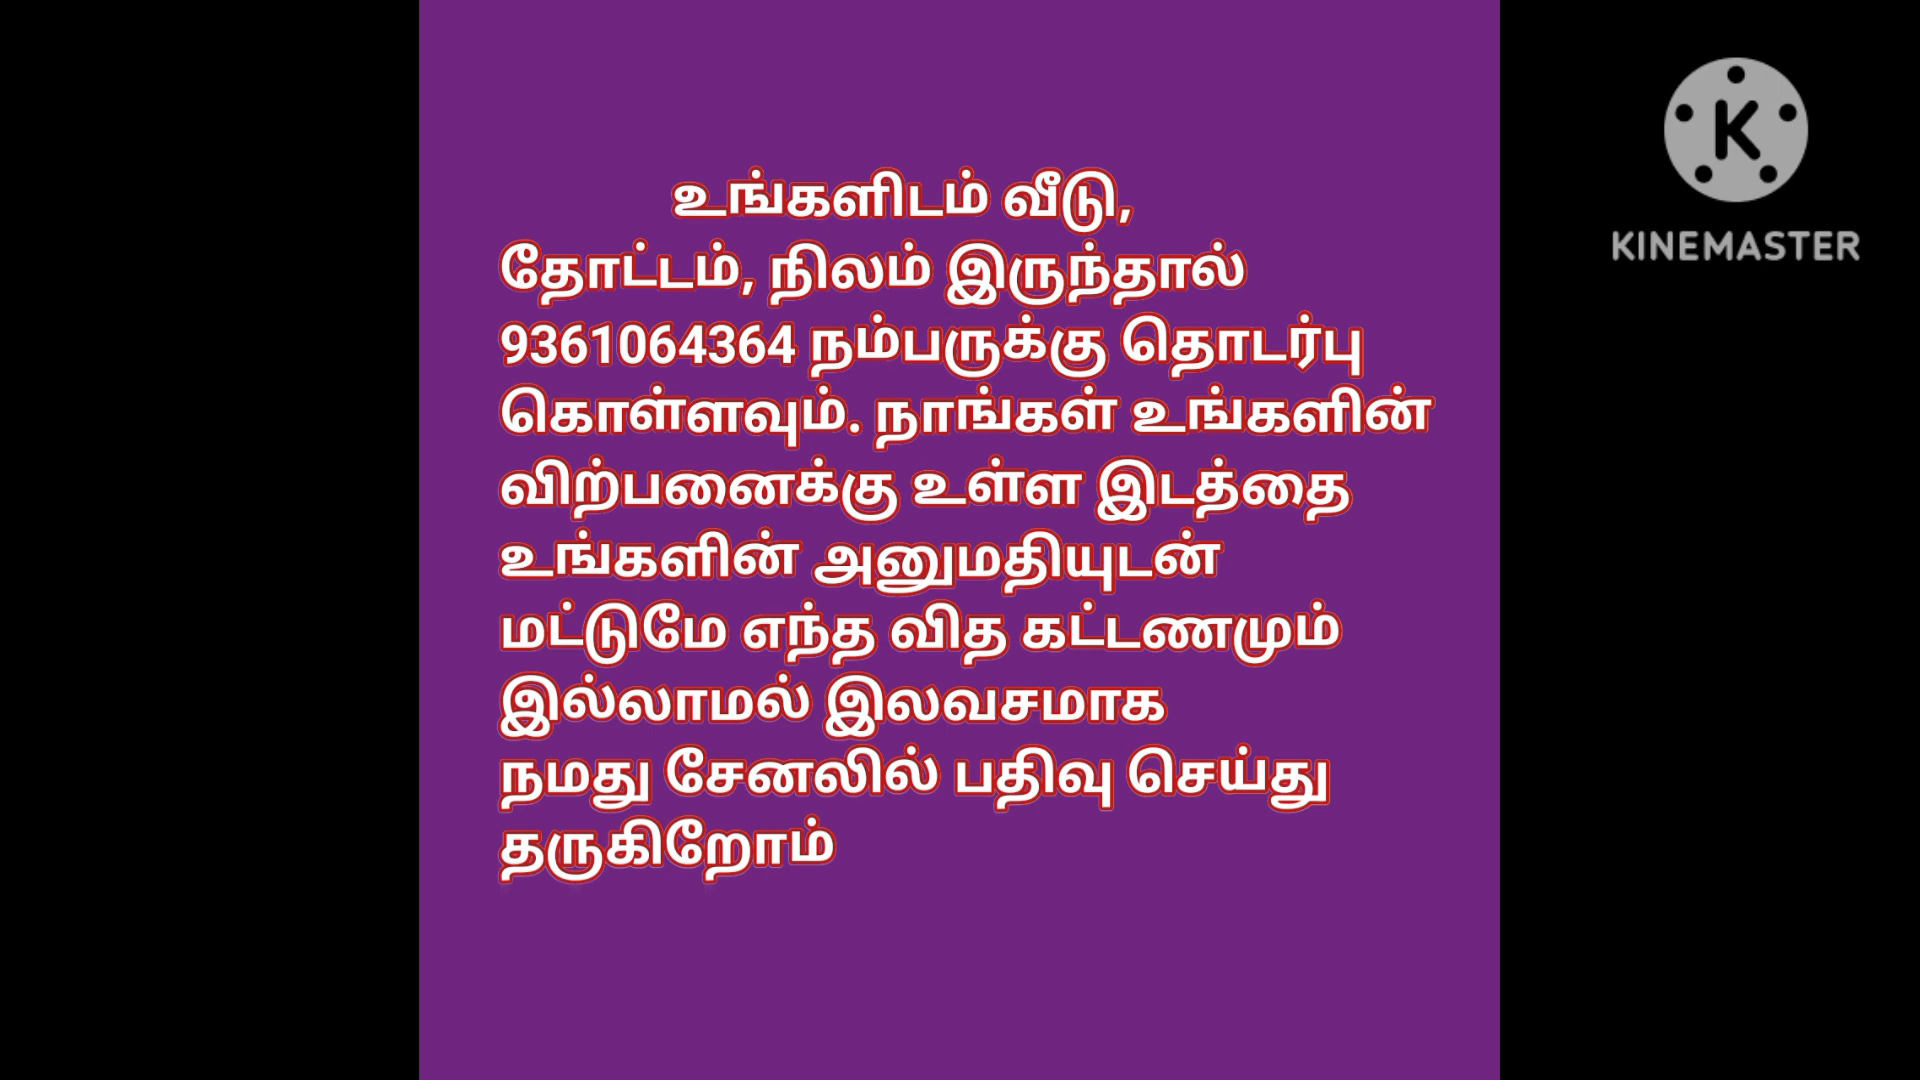 உங்களிடம் வீடு,
தோட்டம், நிலம் இருந்தால்
9361064364 நம்பருக்கு தொடர்பு
கொள்ளவும். நாங்கள் உங்களின்
விற்பனைக்கு உள்ள இடத்தை
உங்களின் அனுமதியுடன்
மட்டுமே எந்த வித கட்டணமும்
இல்லாமல் இலவசமாக
நமது சேனலில் பதிவு செய்து
தருகிறோம்
K
KINEMASTER